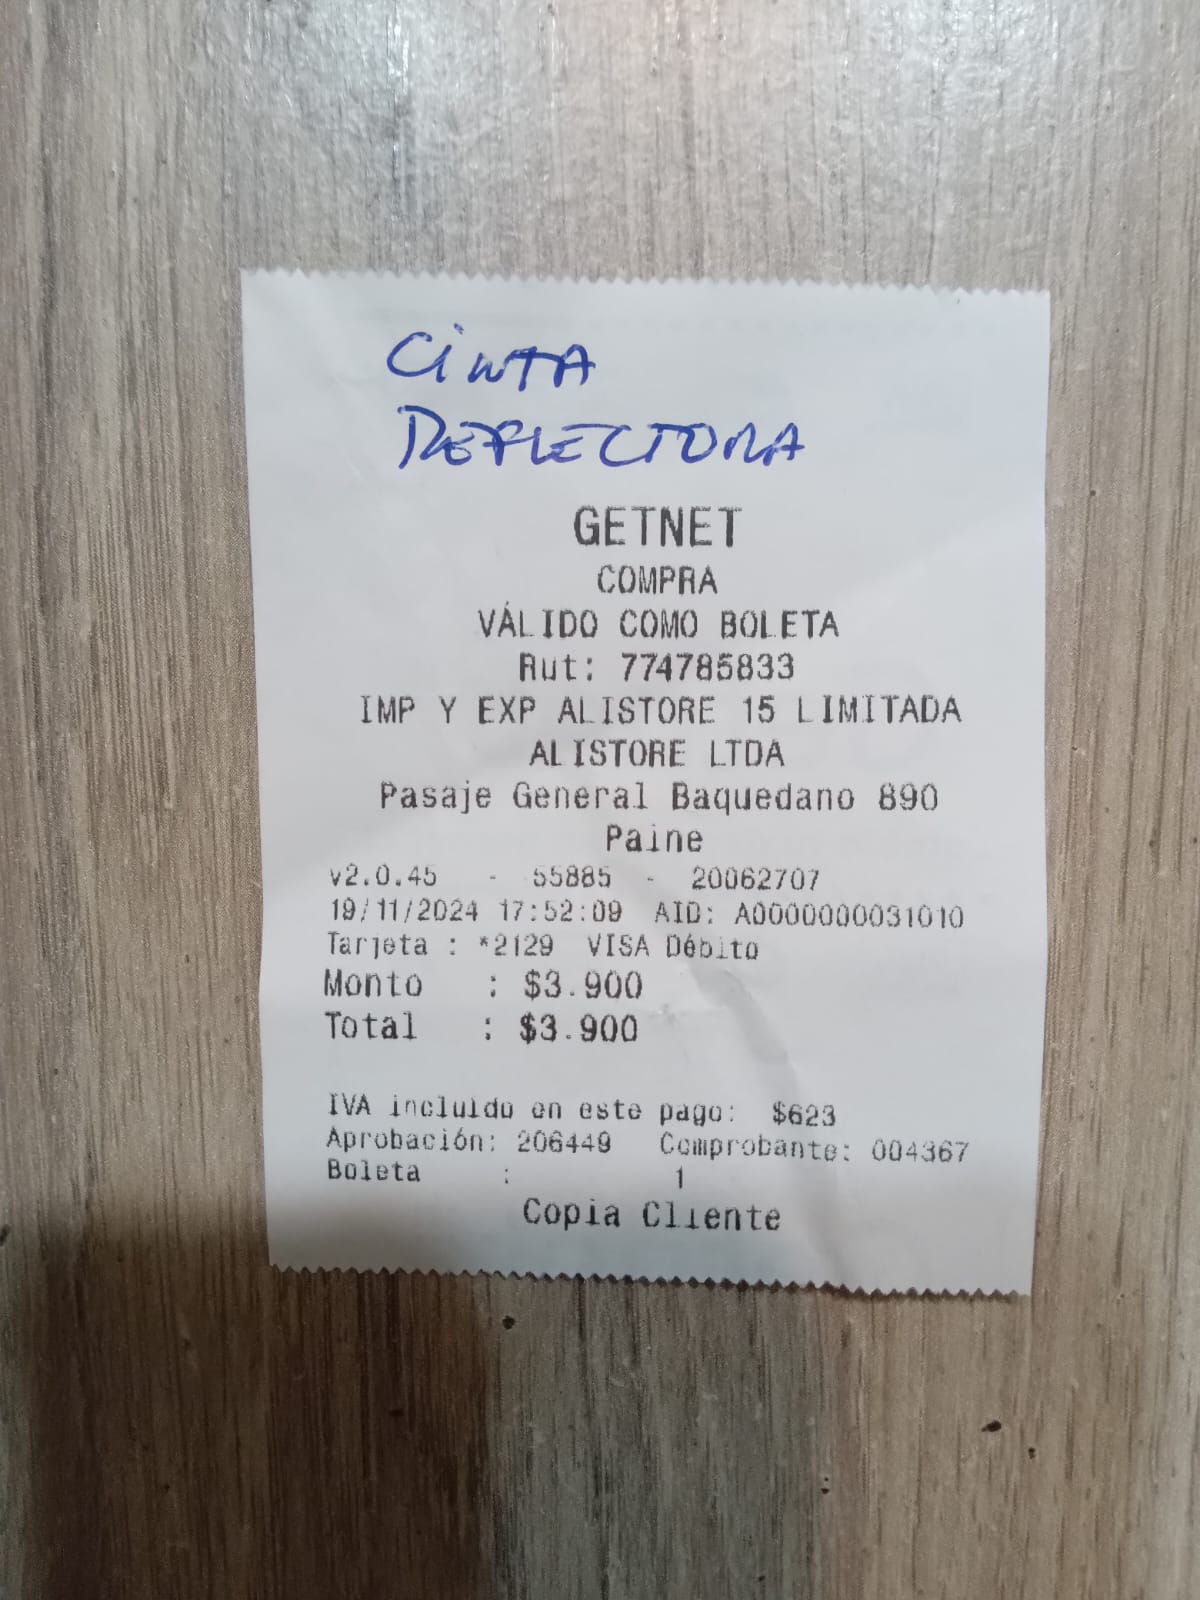 CINTA
REFLECTORA
GETNET
COMPRA
VÁLIDO COMO BOLETA
Rut: 774785833
IMP Y EXP ALISTORE 15 LIMITADA
ALISTORE LTDA
Pasaje General Baquedano 890
Paine
v2.0.45 - 55885 - 20062707
19/11/2024 17:52:09 AID: A0000000031010
Tarjeta : *2129 VISA Débito
Monto : $3.900
Total : $3.900
IVA incluido en este pago: $623
Aprobación: 206449 Comprobante: 004367
Boleta : 1
Copia Cliente